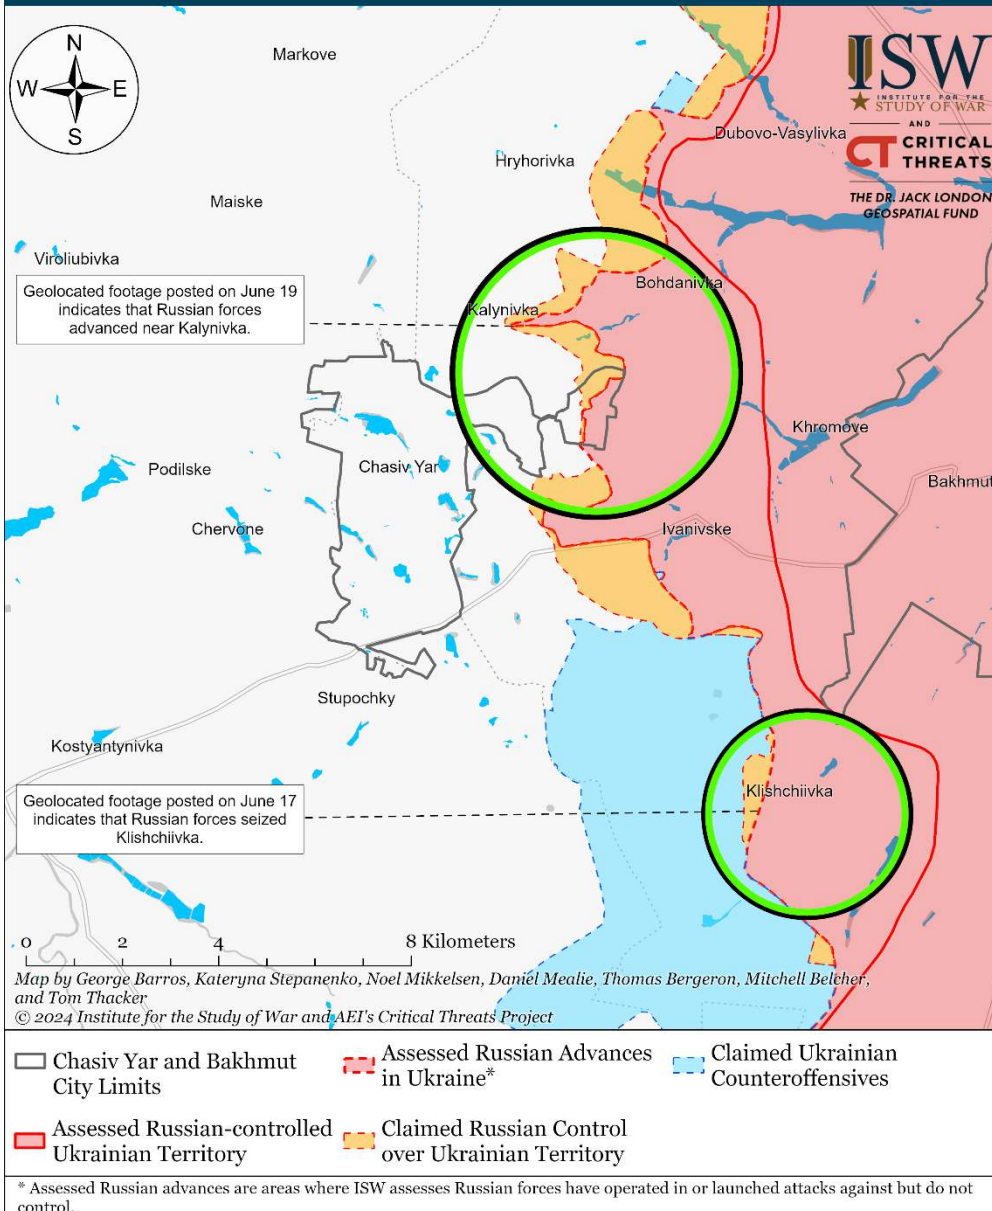 N
W
E
S
ISW
INSTITUTE FOR THE
STUDY OF WAR
AND
CT CRITICAL
THREATS
THE DR. JACK LONDON
GEOSPATIAL FUND
Markove
Dubovo-Vasylivka
Hryhorivka
Maiske
Viroliubivka
Geolocated footage posted on June 19
indicates that Russian forces
advanced near Kalynivka.
Bohdanivka
Kalynivka
Khromove
Podilske
Chasiv Yar
Bakhmut
Chervone
Ivanivske
Stupochky
Kostyantynivka
Klishchiivka
Geolocated footage posted on June 17
indicates that Russian forces seized
Klishchiivka.
0 2 4 8 Kilometers
Map by George Barros, Kateryna Stepanenko, Noel Mikkelsen, Daniel Mealie, Thomas Bergeron, Mitchell Belcher,
and Tom Thacker
© 2024 Institute for the Study of War and AEI's Critical Threats Project
Chasiv Yar and Bakhmut
City Limits
Assessed Russian Advances
in Ukraine*
Claimed Ukrainian
Counteroffensives
Assessed Russian-controlled
Ukrainian Territory
Claimed Russian Control
over Ukrainian Territory
* Assessed Russian advances are areas where ISW assesses Russian forces have operated in or launched attacks against but do not
control.